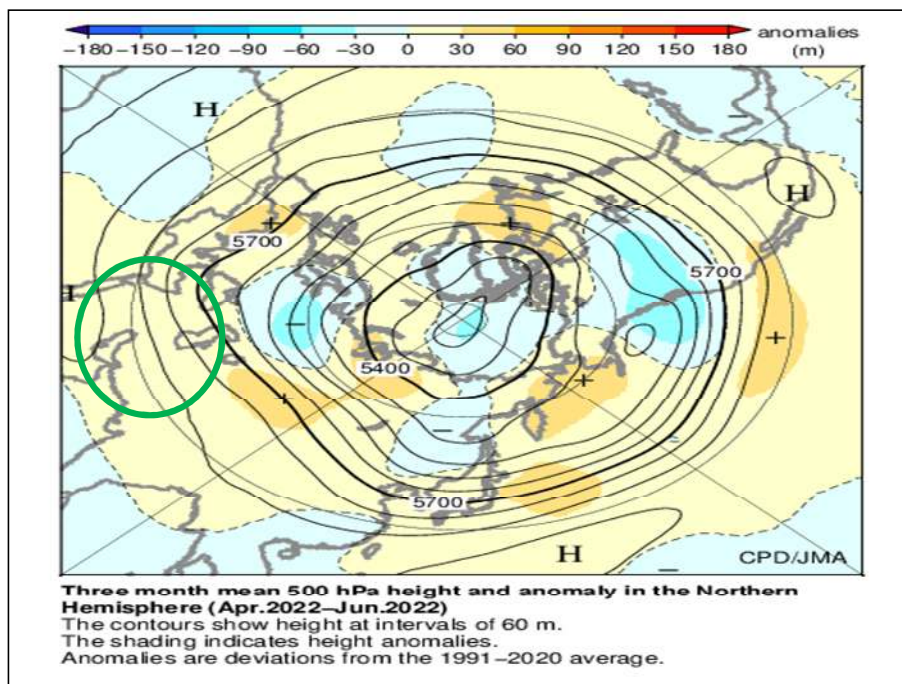 anomalies
−180 −150 −120 −90 −60 −30 0 30 60 90 120 150 180 (m)
H
H
5700
5700
H
5400
5700
H
CPD/JMA
Three month mean 500 hPa height and anomaly in the Northern
Hemisphere (Apr.2022−Jun.2022)
The contours show height at intervals of 60 m.
The shading indicates height anomalies.
Anomalies are deviations from the 1991−2020 average.